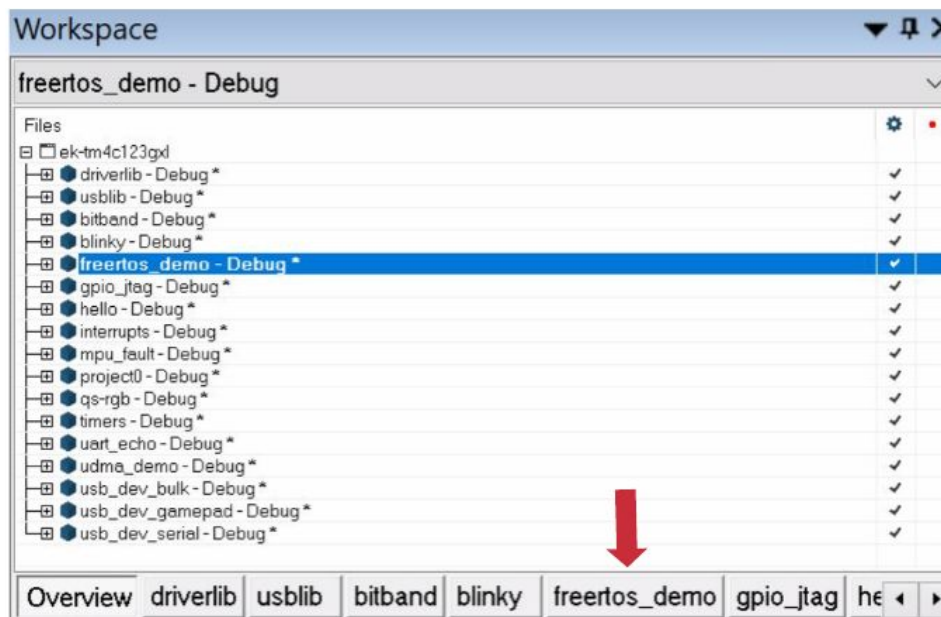 Workspace
freertos_demo - Debug
Files
ek-tm4c123gxl
driverlib - Debug *
usblib - Debug *
bitband - Debug *
blinky - Debug *
freertos_demo - Debug *
gpio_jtag - Debug *
hello - Debug *
interrupts - Debug *
mpu_fault - Debug *
project0 - Debug *
qs-rgb - Debug *
timers - Debug *
uart_echo - Debug *
udma_demo - Debug *
usb_dev_bulk - Debug *
usb_dev_gamepad - Debug *
usb_dev_serial - Debug *
Overview driverlib usblib bitband blinky freertos_demo gpio_jtag he